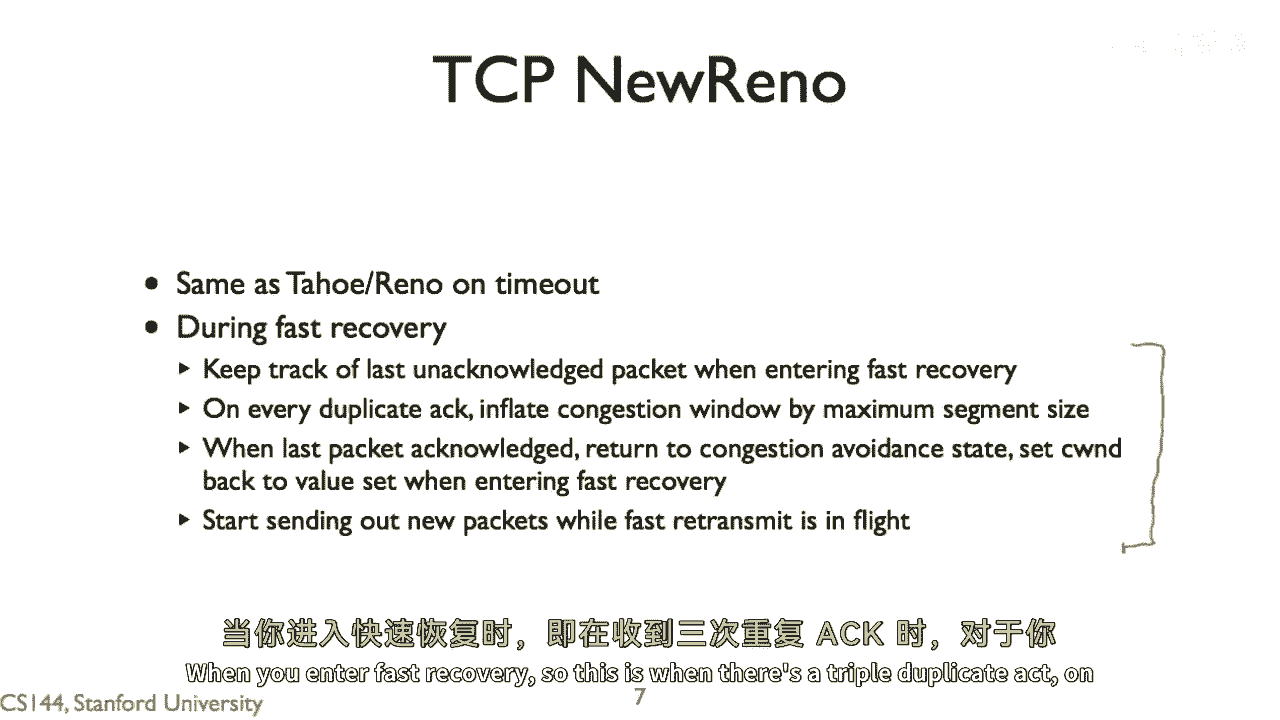 TCP NewReno
• Same as Tahoe/Reno on timeout
• During fast recovery
▸ Keep track of last unacknowledged packet when entering fast recovery
▸ On every duplicate ack, inflate congestion window by maximum segment size
▸ When last packet acknowledged, return to congestion avoidance state, set cwnd
back to value set when entering fast recovery
▸ Start sending out new packets while fast retransmit is in flight
当你进入快速恢复时，即在收到三次重复 ACK 时，对于你
When you enter fast recovery, so this is when there's a triple duplicate act, on
CS144, Stanford University
7